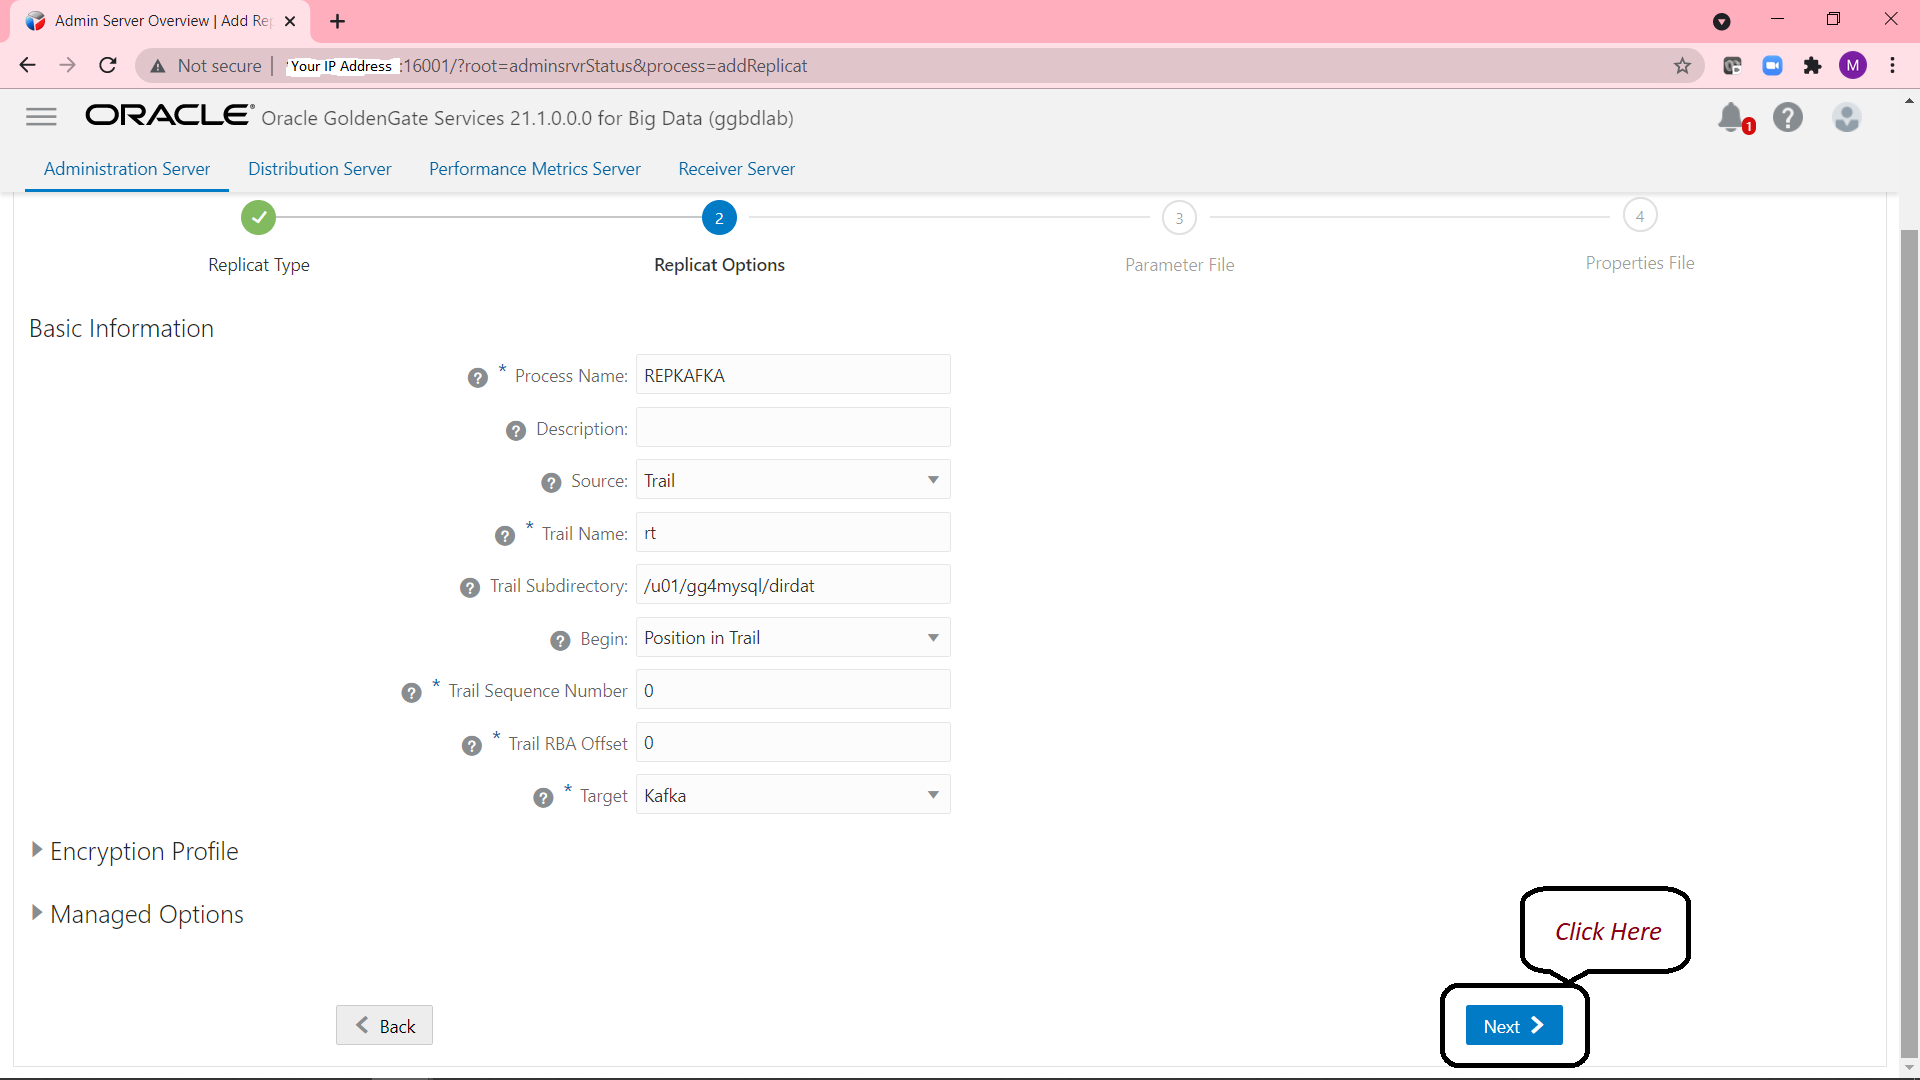 Admin Server Overview | Add Rep
Not secure | Your IP Address :16001/?root=adminsrvrStatus&process=addReplicat
M
ORACLE® Oracle GoldenGate Services 21.1.0.0.0 for Big Data (ggbdlab)
1
Administration Server Distribution Server Performance Metrics Server Receiver Server
2 3 4
Replicat Type Replicat Options Parameter File Properties File
Basic Information
? * Process Name: REPKAFKA
? Description:
? Source: Trail
? * Trail Name: rt
? Trail Subdirectory: /u01/gg4mysql/dirdat
? Begin: Position in Trail
? * Trail Sequence Number 0
? * Trail RBA Offset 0
? * Target Kafka
Encryption Profile
Managed Options
Click Here
Back Next